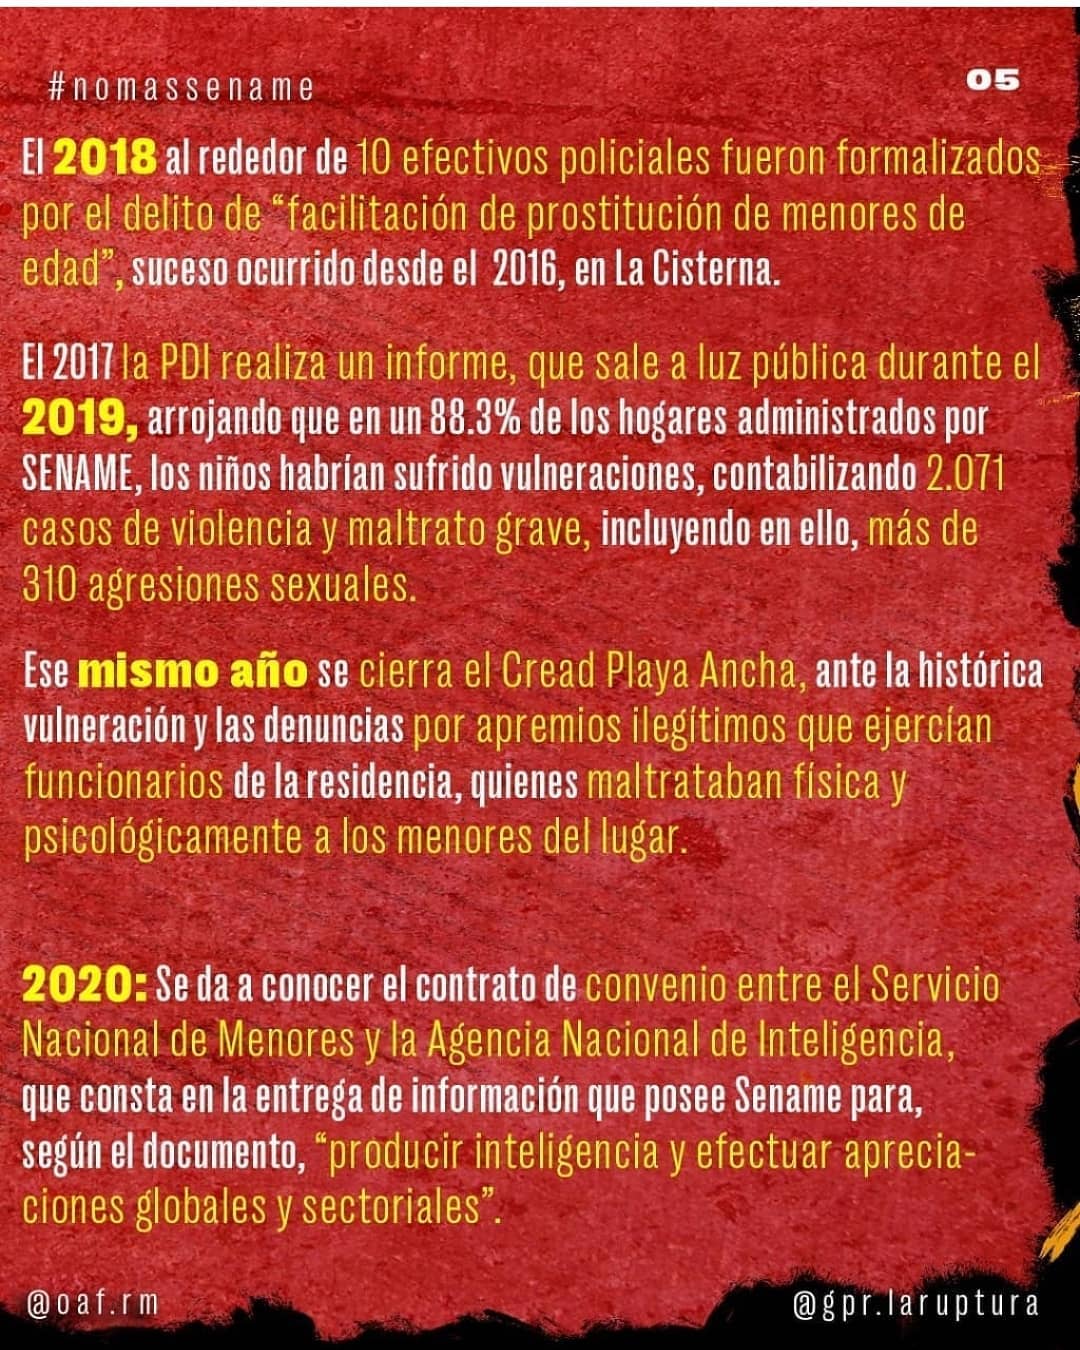 #nomassename
05
El 2018 al rededor de 10 efectivos policiales fueron formalizados
por el delito de “facilitación de prostitución de menores de
edad”, suceso ocurrido desde el 2016, en La Cisterna.
El 2017 la PDI realiza un informe, que sale a luz pública durante el
2019, arrojando que en un 88.3% de los hogares administrados por
SENAME, los niños habrían sufrido vulneraciones, contabilizando 2.071
casos de violencia y maltrato grave, incluyendo en ello, más de
310 agresiones sexuales.
Ese mismo año se cierra el Cread Playa Ancha, ante la histórica
vulneración y las denuncias por apremios ilegítimos que ejercían
funcionarios de la residencia, quienes maltrataban física y
psicológicamente a los menores del lugar.
2020: Se da a conocer el contrato de convenio entre el Servicio
Nacional de Menores y la Agencia Nacional de Inteligencia,
que consta en la entrega de información que posee Sename para,
según el documento, “producir inteligencia y efectuar aprecia-
ciones globales y sectoriales”.
@oaf.rm
@gpr.laruptura